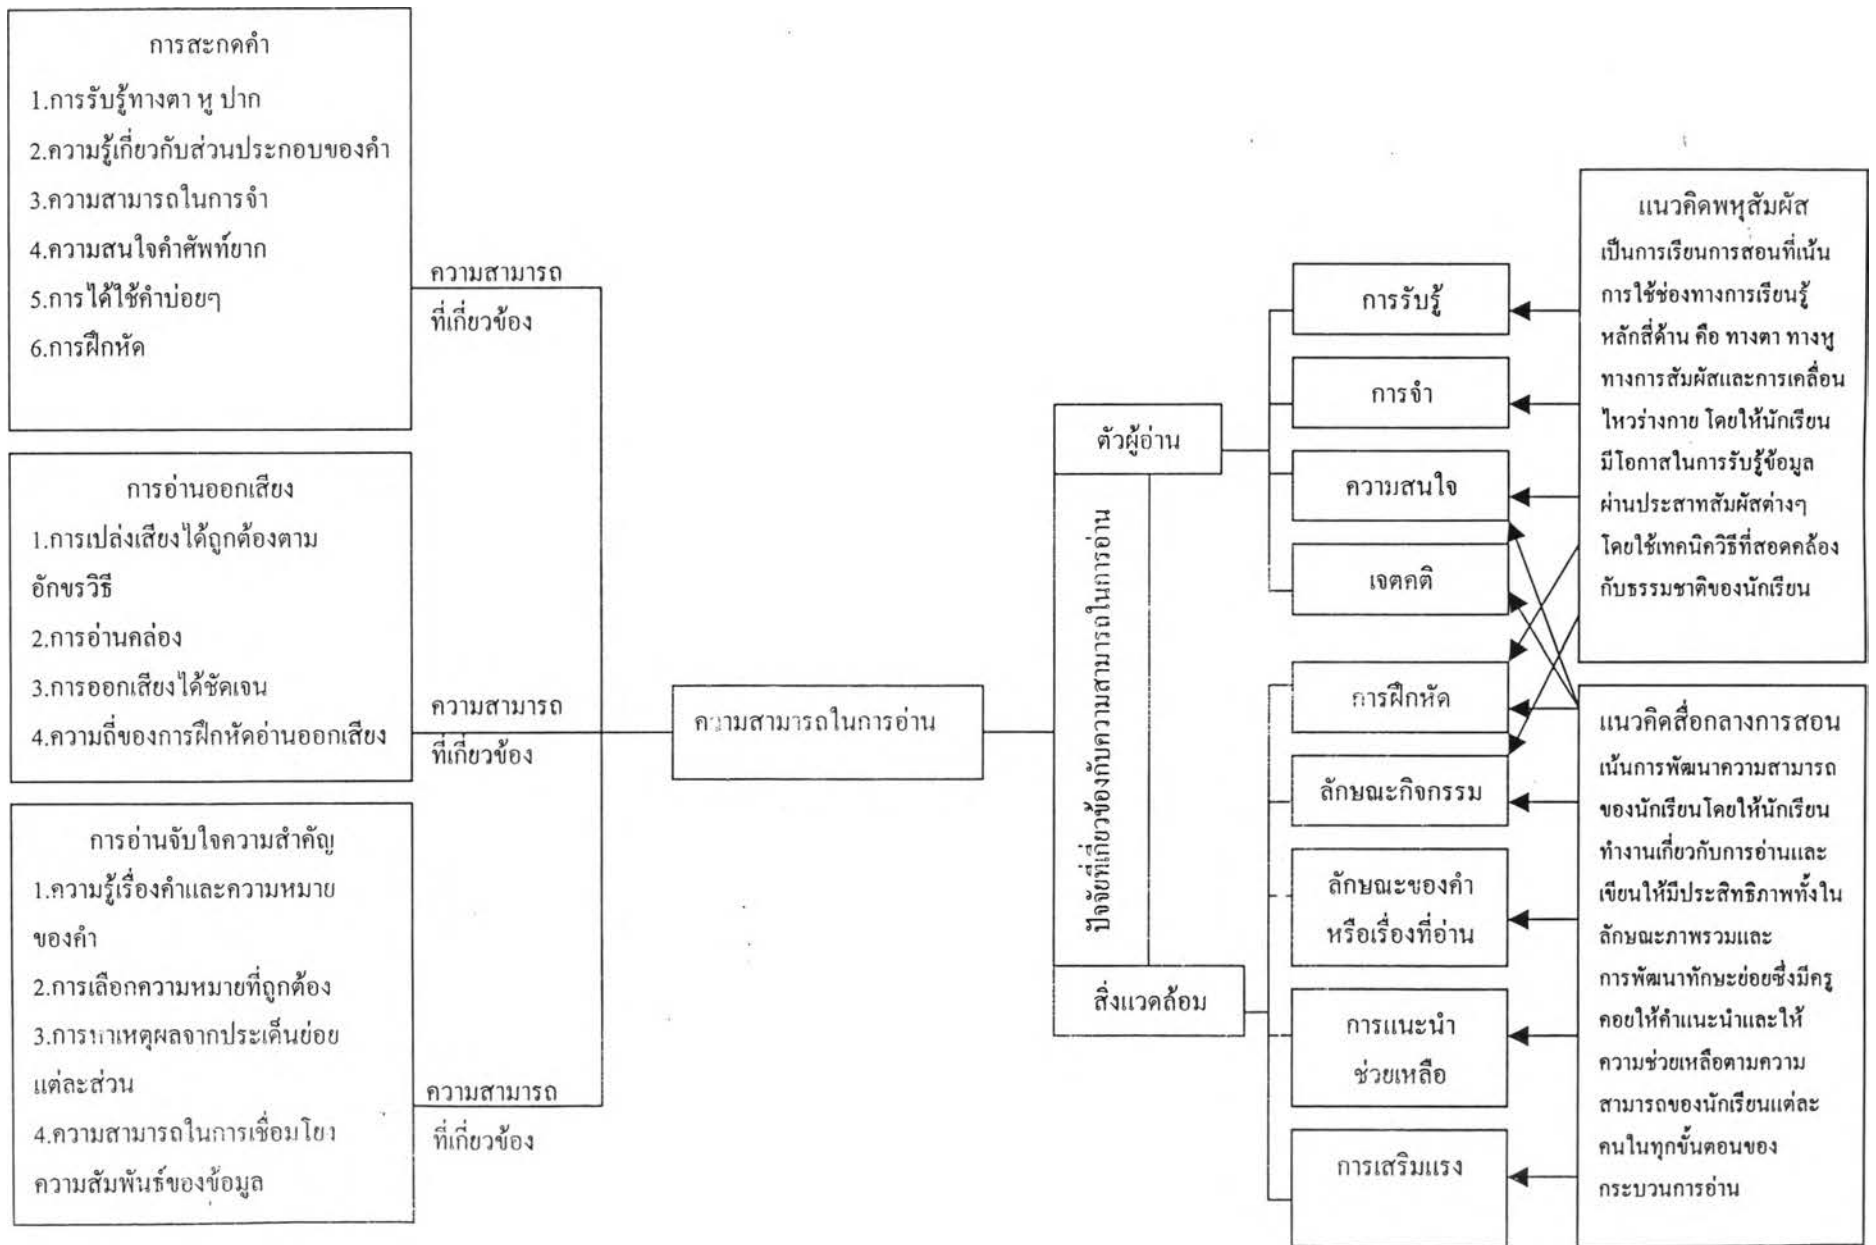 การสะกดคำ
1.การรับรู้ทางตา หู ปาก
2.ความรู้เกี่ยวกับส่วนประกอบของคำ
3.ความสามารถในการจำ
4.ความสนใจคำศัพท์ยาก
5.การได้ใช้คำบ่อยๆ
6.การฝึกหัด
ความสามารถ
ที่เกี่ยวข้อง
การอ่านออกเสียง
1.การเปล่งเสียงได้ถูกต้องตาม
อักขรวิธี
2.การอ่านคล่อง
3.การออกเสียงได้ชัดเจน
4.ความถี่ของการฝึกหัดอ่านออกเสียง
ความสามารถ
ที่เกี่ยวข้อง
การอ่านจับใจความสำคัญ
1.ความรู้เรื่องคำและความหมาย
ของคำ
2.การเลือกความหมายที่ถูกต้อง
3.การหาเหตุผลจากประเด็นย่อย
แต่ละส่วน
4.ความสามารถในการเชื่อมโยง
ความสัมพันธ์ของข้อมูล
ความสามารถ
ที่เกี่ยวข้อง
ความสามารถในการอ่าน
ปัจจัยที่เกี่ยวข้องกับความสามารถในการอ่าน
ตัวผู้อ่าน
สิ่งแวดล้อม
การรับรู้
การจำ
ความสนใจ
เจตคติ
การฝึกหัด
ลักษณะกิจกรรม
ลักษณะของคำ
หรือเรื่องที่อ่าน
การแนะนำ
ช่วยเหลือ
การเสริมแรง
แนวคิดพหุสัมผัส
เป็นการเรียนการสอนที่เน้น
การใช้ช่องทางการเรียนรู้
หลักสี่ด้าน คือ ทางตา ทางหู
ทางการสัมผัสและการเคลื่อน
ไหวร่างกาย โดยให้นักเรียน
มีโอกาสในการรับรู้ข้อมูล
ผ่านประสาทสัมผัสต่างๆ
โดยใช้เทคนิควิธีที่สอดคล้อง
กับธรรมชาติของนักเรียน
แนวคิดสื่อกลางการสอน
เน้นการพัฒนาความสามารถ
ของนักเรียนโดยให้นักเรียน
ทำงานเกี่ยวกับการอ่านและ
เขียนให้มีประสิทธิภาพทั้งใน
ลักษณะภาพรวมและ
การพัฒนาทักษะย่อยซึ่งมีครู
คอยให้คำแนะนำและให้
ความช่วยเหลือตามความ
สามารถของนักเรียนแต่ละ
คนในทุกขั้นตอนของ
กระบวนการอ่าน